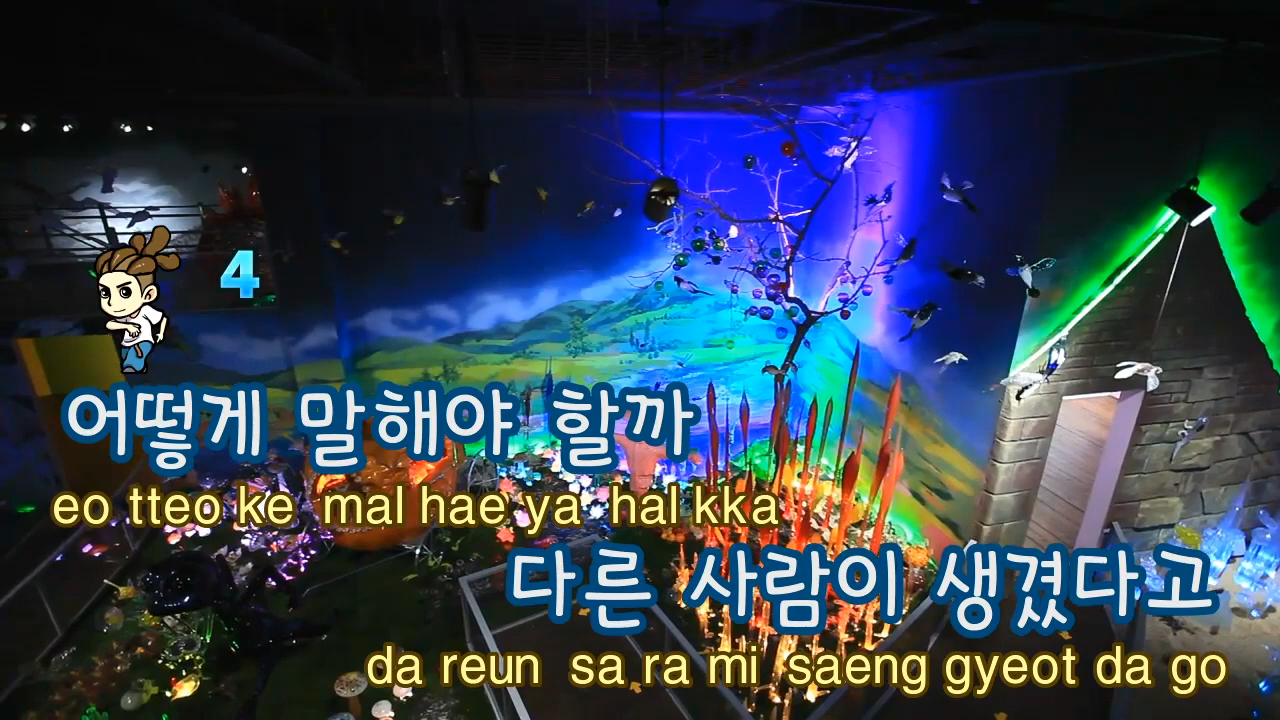 4
어떻게 말해야 할까
eo tteo ke mal hae ya hal kka
다른 사람이 생겼다고
da reun sa ra mi saeng gyeot da go